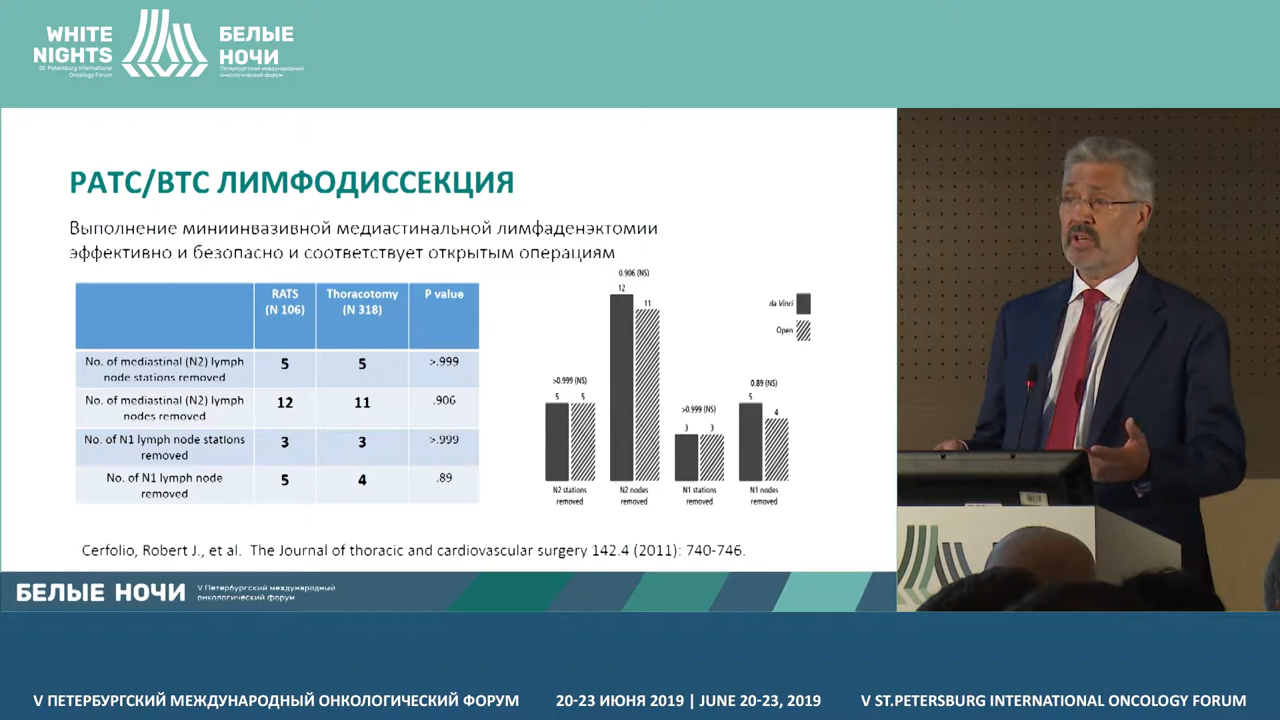 WHITE NIGHTS
St. Petersburg International Oncology Forum
БЕЛЫЕ НОЧИ
Петербургский международный онкологический форум
РАТС/ВТС ЛИМФОДИССЕКЦИЯ
Выполнение миниинвазивной медиастинальной лимфаденэктомии
эффективно и безопасно и соответствует открытым операциям
RATS (N 106) Thoracotomy (N 318) P value
No. of mediastinal (N2) lymph node stations removed 5 5 >.999
No. of mediastinal (N2) lymph nodes removed 12 11 .906
No. of N1 lymph node stations removed 3 3 >.999
No. of N1 lymph node removed 5 4 .89
0.906 (NS)
12
11
da Vinci
Open
>0.999 (NS)
5 5
>0.999 (NS)
3 3
0.89 (NS)
5
4
N2 stations removed
N2 nodes removed
N1 stations removed
N1 nodes removed
Cerfolio, Robert J., et al. The Journal of thoracic and cardiovascular surgery 142.4 (2011): 740-746.
БЕЛЫЕ НОЧИ
V Петербургский международный
онкологический форум
V ПЕТЕРБУРГСКИЙ МЕЖДУНАРОДНЫЙ ОНКОЛОГИЧЕСКИЙ ФОРУМ 20-23 ИЮНЯ 2019 | JUNE 20-23, 2019 V ST.PETERSBURG INTERNATIONAL ONCOLOGY FORUM